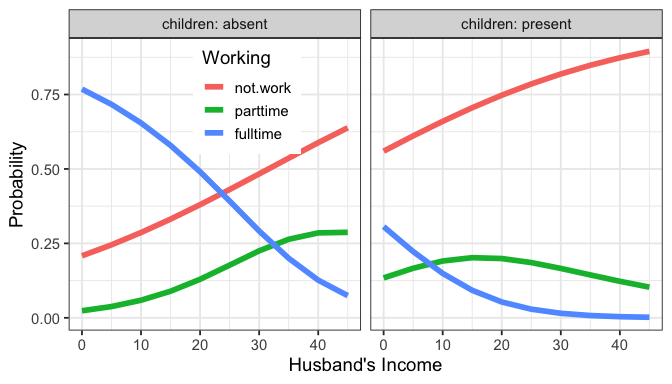 children: absent
children: present
Working
not.work
parttime
fulltime
Probability
0.75
0.50
0.25
0.00
0
10
20
30
40
0
10
20
30
40
Husband's Income